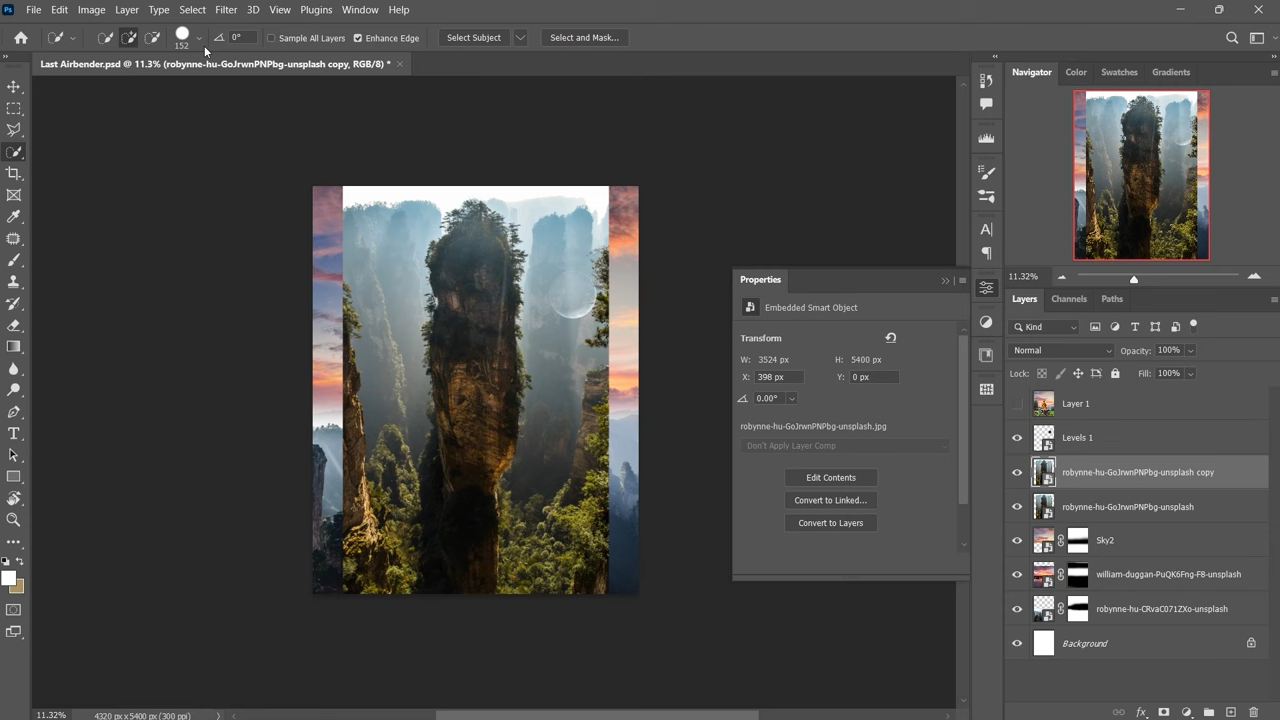 Ps File Edit Image Layer Type Select Filter 3D View Plugins Window Help
152 0° Sample All Layers Enhance Edge Select Subject Select and Mask...
Last Airbender.psd @ 11.3% (robynne-hu-GoJrwnPNPbg-unsplash copy, RGB/8) *
Navigator Color Swatches Gradients
11.32%
Properties
Embedded Smart Object
Transform
W: 3524 px H: 5400 px
X: 398 px Y: 0 px
0.00°
robynne-hu-GoJrwnPNPbg-unsplash.jpg
Don't Apply Layer Comp
Edit Contents
Convert to Linked...
Convert to Layers
Layers Channels Paths
Kind
Normal Opacity: 100%
Lock: Fill: 100%
Layer 1
Levels 1
robynne-hu-GoJrwnPNPbg-unsplash copy
robynne-hu-GoJrwnPNPbg-unsplash
Sky2
william-duggan-PuQK6Fng-F8-unsplash
robynne-hu-CRvaC071ZXo-unsplash
Background
11.32% 4320 px x 5400 px (300 ppi)